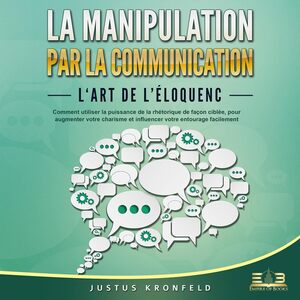 LA MANIPULATION
PAR LA COMMUNICATION
L'ART DE L'ÉLOQUENC
Comment utiliser la puissance de la rhétorique de façon ciblée, pour
augmenter votre charisme et influencer votre entourage facilement
JUSTUS KRONFELD
EB
EMPIRE OF BOOKS